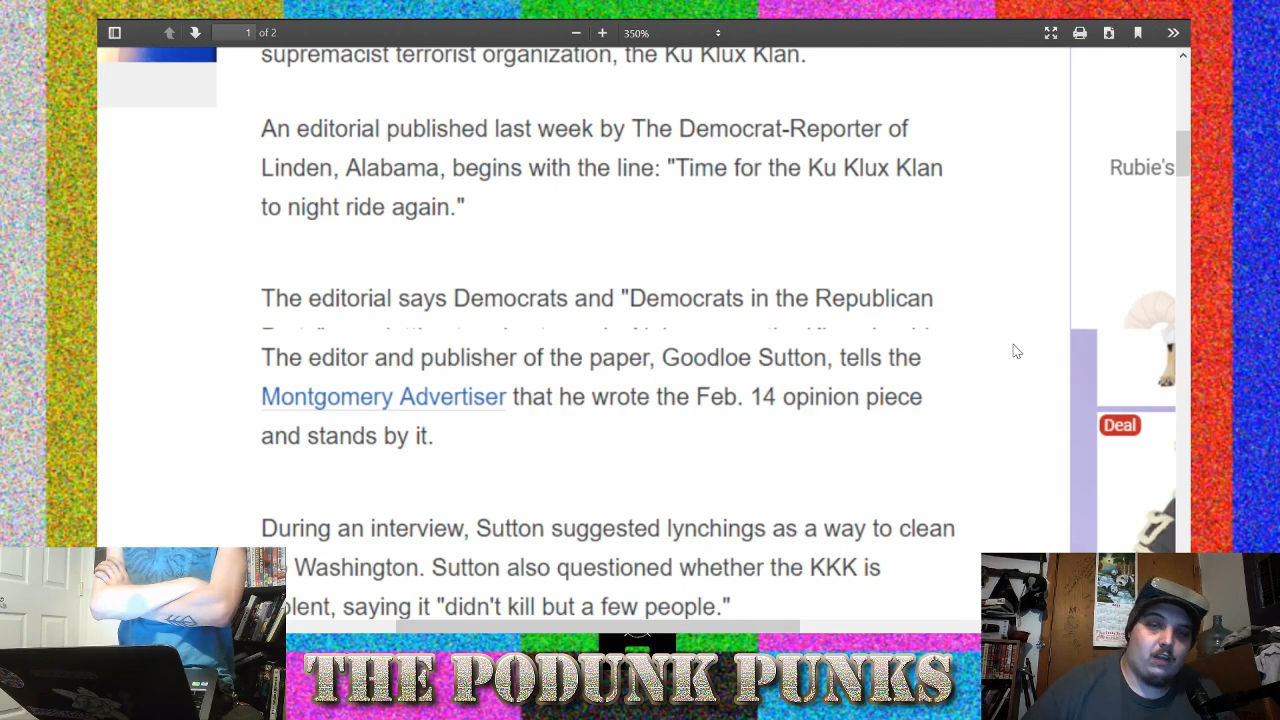 1 of 2
350%
supremacist terrorist organization, the Ku Klux Klan.
An editorial published last week by The Democrat-Reporter of
Linden, Alabama, begins with the line: "Time for the Ku Klux Klan
to night ride again."
Rubie's
The editorial says Democrats and "Democrats in the Republican
The editor and publisher of the paper, Goodloe Sutton, tells the
Montgomery Advertiser that he wrote the Feb. 14 opinion piece
and stands by it.
Deal
During an interview, Sutton suggested lynchings as a way to clean
Washington. Sutton also questioned whether the KKK is
olent, saying it "didn't kill but a few people."
THE PODUNK PUNKS